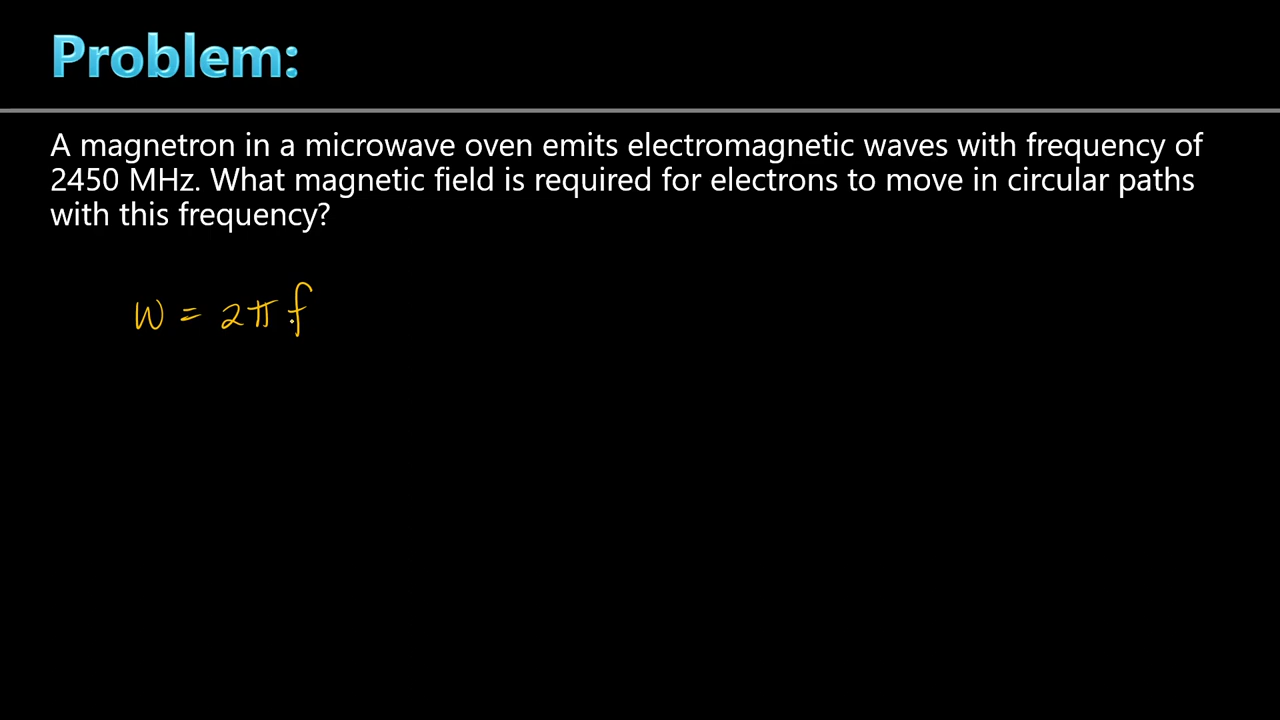 Problem:
A magnetron in a microwave oven emits electromagnetic waves with frequency of
2450 MHz. What magnetic field is required for electrons to move in circular paths
with this frequency?
ω = 2π f